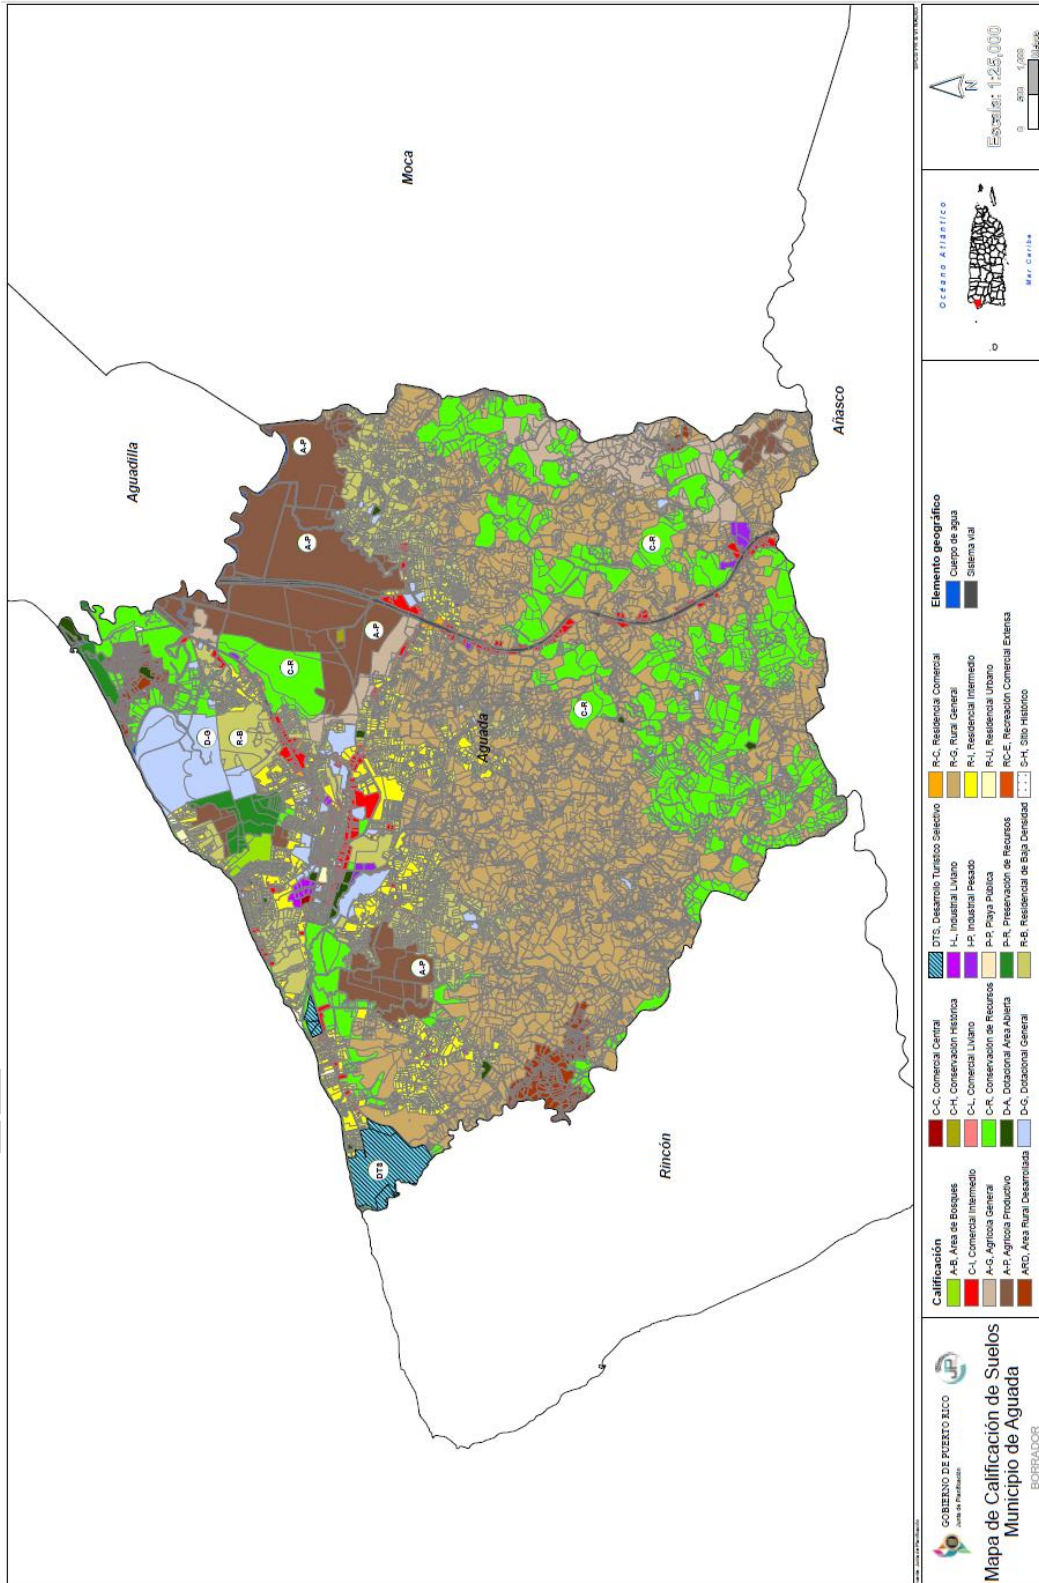 Moca
Aguadilla
Añasco
Aguada
Rincón
A-P
A-P
A-P
C-R
D-G
R-B
C-R
C-R
A-P
DTS
GOBIERNO DE PUERTO RICO
Junta de Planificación
JP
Mapa de Calificación de Suelos
Municipio de Aguada
BORRADOR
Calificación
A-B, Area de Bosques
C-I, Comercial Intermedio
A-G, Agrícola General
A-P, Agrícola Productivo
ARD, Area Rural Desarrollada
C-C, Comercial Central
C-H, Conservación Histórica
C-L, Comercial Liviano
C-R, Conservación de Recursos
D-A, Dotacional Area Abierta
D-G, Dotacional General
DTS, Desarrollo Turístico Selectivo
I-L, Industrial Liviano
I-P, Industrial Pesado
P-P, Playa Pública
P-R, Preservación de Recursos
R-B, Residencial de Baja Densidad
R-C, Residencial Comercial
R-G, Rural General
R-I, Residencial Intermedio
R-U, Residencial Urbano
RC-E, Recreación Comercial Extensa
S-H, Sitio Histórico
Elemento geográfico
Cuerpo de agua
Sistema vial
Océano Atlántico
Mar Caribe
N
Escala: 1:25,000
0 500 1,000